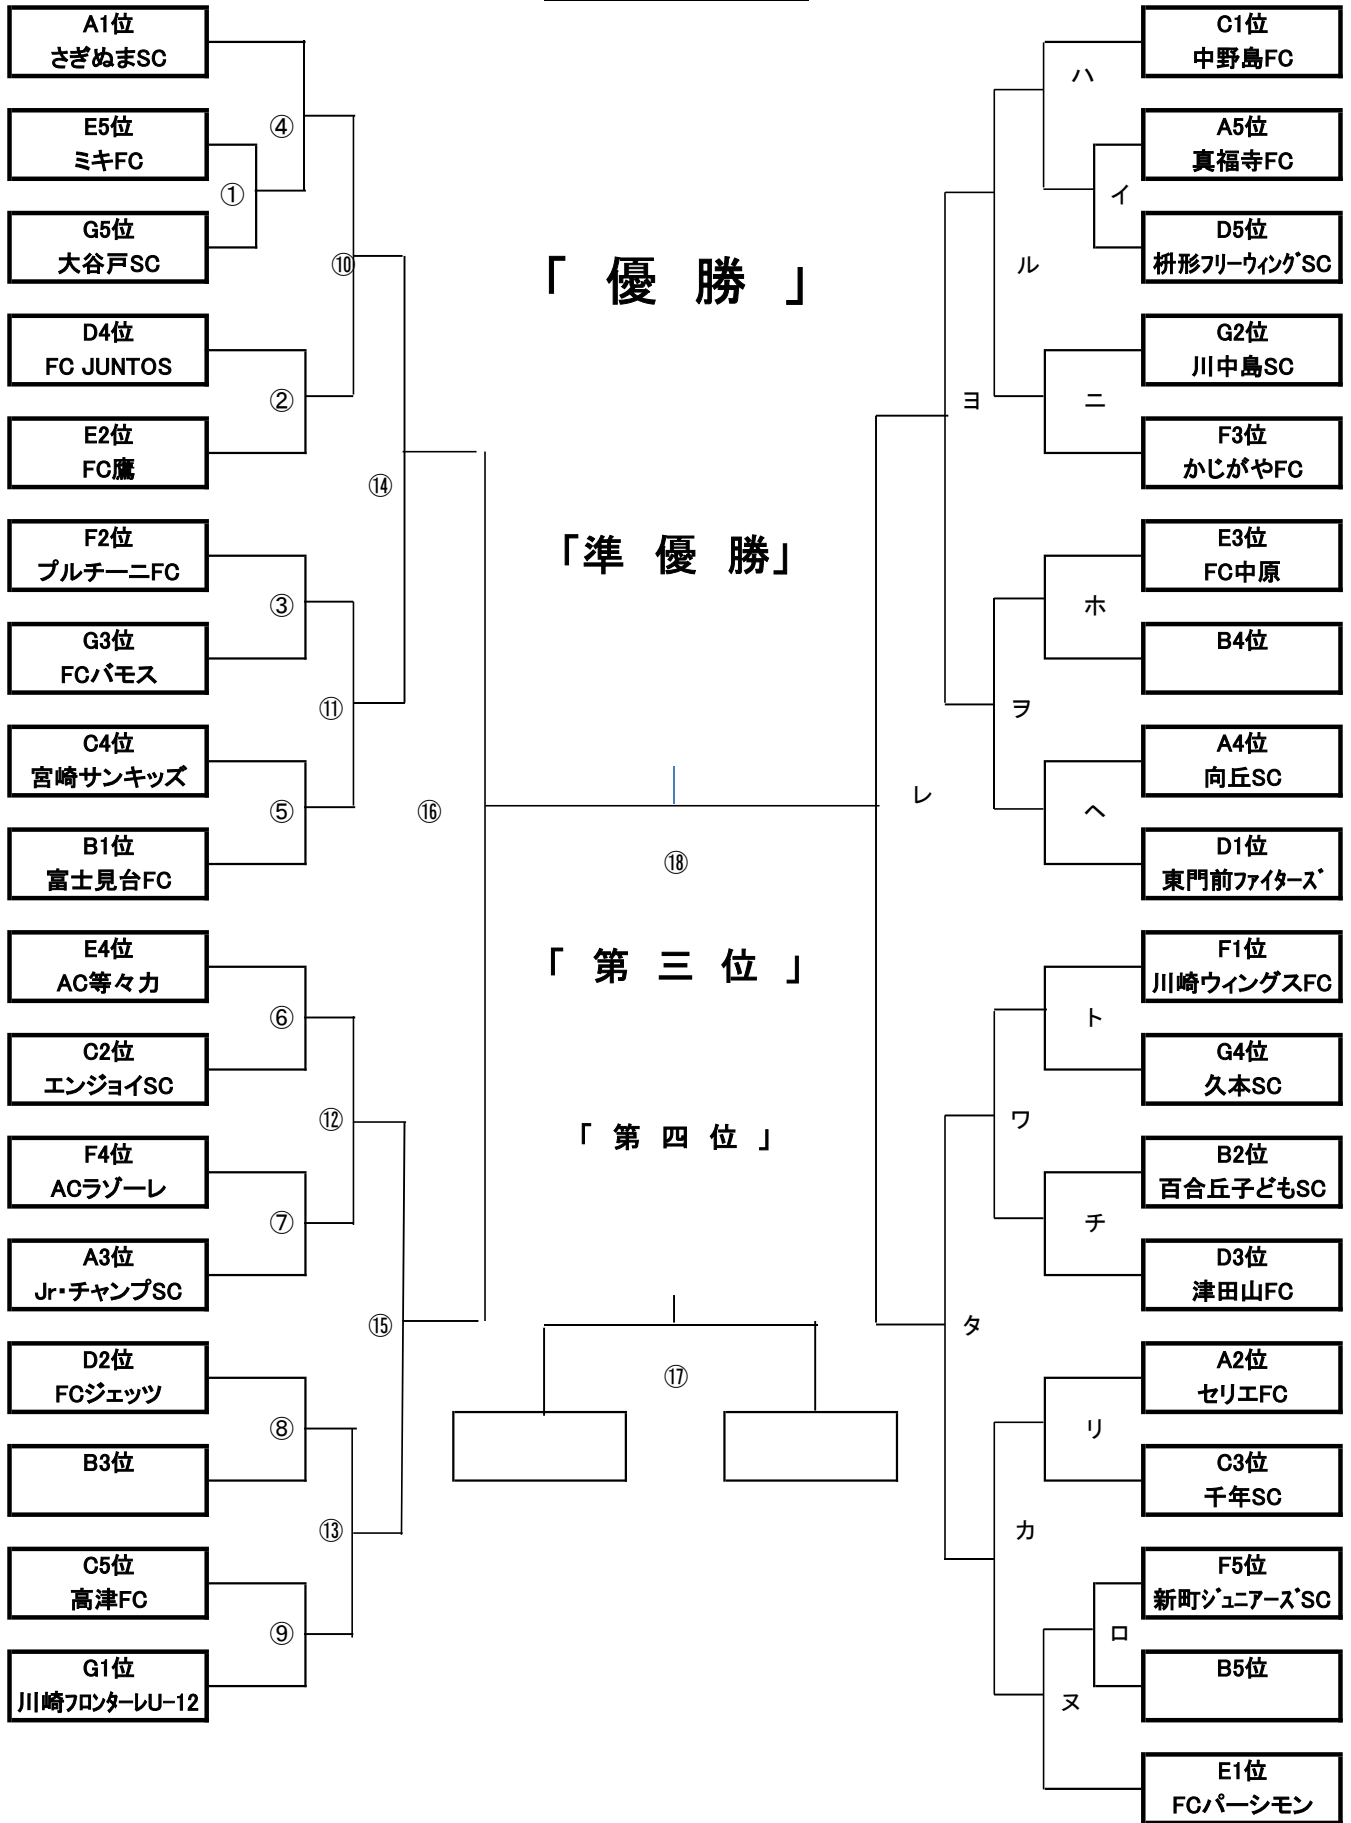 A1位
さぎぬまSC
E5位
ミキFC
G5位
大谷戸SC
D4位
FC JUNTOS
E2位
FC鷹
F2位
プルチーニFC
G3位
FCバモス
C4位
宮崎サンキッズ
B1位
富士見台FC
E4位
AC等々力
C2位
エンジョイSC
F4位
ACラゾーレ
A3位
Jr・チャンプSC
D2位
FCジェッツ
B3位
C5位
高津FC
G1位
川崎フロンターレU-12
④
①
⑩
②
⑭
③
⑪
⑤
⑯
⑥
⑫
⑦
⑮
⑧
⑬
⑨
「 優 勝 」
「準 優 勝」
⑱
「 第 三 位 」
「 第 四 位 」
⑰
ハ
イ
ル
ヨ
ニ
ホ
ヲ
レ
ヘ
ト
ワ
チ
タ
リ
カ
ロ
ヌ
C1位
中野島FC
A5位
真福寺FC
D5位
枡形フリーウィングSC
G2位
川中島SC
F3位
かじがやFC
E3位
FC中原
B4位
A4位
向丘SC
D1位
東門前ファイターズ
F1位
川崎ウィングスFC
G4位
久本SC
B2位
百合丘子どもSC
D3位
津田山FC
A2位
セリエFC
C3位
千年SC
F5位
新町ジュニアーズSC
B5位
E1位
FCパーシモン